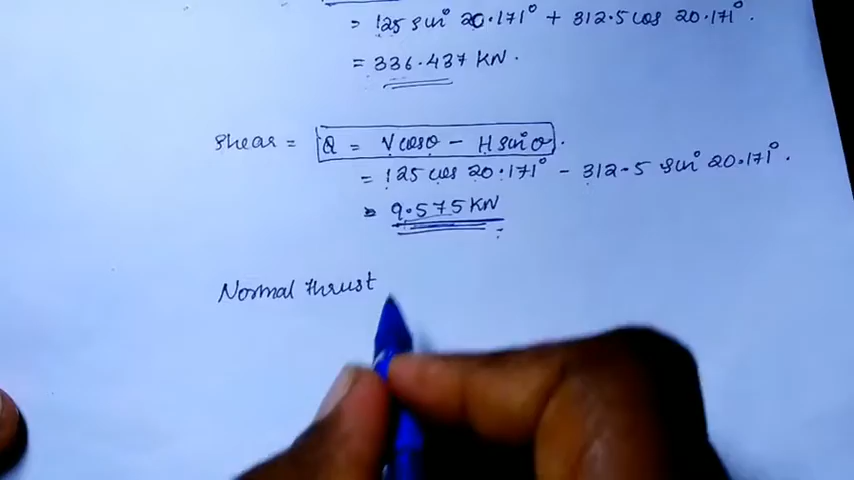 = 125 sin 20.171° + 312.5 cos 20.171°.
= 336.437 KN.
Shear = Q = V cosθ - H sinθ.
= 125 cos 20.171° - 312.5 sin 20.171°.
= 9.575 KN
Normal thrust